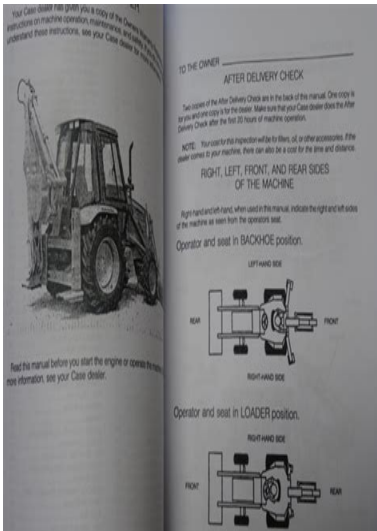 Your Case dealer has given you a copy of the
instructions on machine operation, maintenance, and
understand these instructions, see your Case dealer for more
Read this manual before you start the engine or operate the
more information, see your Case dealer.
TO THE OWNER
AFTER DELIVERY CHECK
Two copies of the After Delivery Check are in the back of this manual. One copy is
for you and one copy is for the dealer. Make sure that your Case dealer does the After
Delivery Check after the first 20 hours of machine operation.
NOTE: Your cost for this inspection will be for filters, oil, or other accessories. If the
dealer comes to your machine, there can also be a cost for the time and distance.
RIGHT, LEFT, FRONT, AND REAR SIDES
OF THE MACHINE
Right-hand and left-hand, when used in this manual, indicate the right and left sides
of the machine as seen from the operators seat.
Operator and seat in BACKHOE position.
LEFT-HAND SIDE
REAR
FRONT
RIGHT-HAND SIDE
Operator and seat in LOADER position.
RIGHT-HAND SIDE
FRONT
REAR